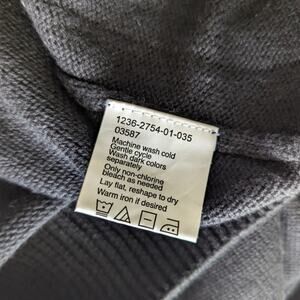 1236-2754-01-035
03587
Machine wash cold
Gentle cycle
Wash dark colors
separately
Only non-chlorine
bleach as needed
Lay flat, reshape to dry
Warm iron if desired